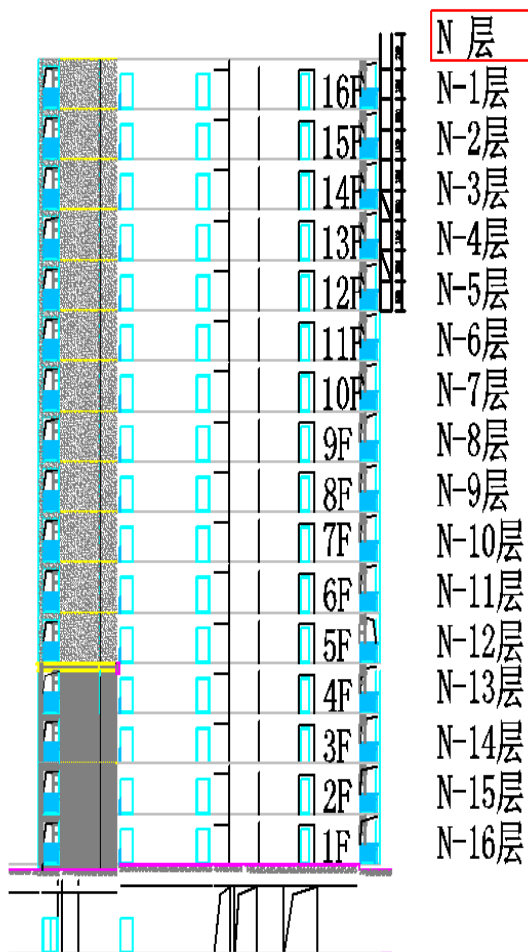 N 层
16F N-1层
15F N-2层
14F N-3层
13F N-4层
12F N-5层
11F N-6层
10F N-7层
9F N-8层
8F N-9层
7F N-10层
6F N-11层
5F N-12层
4F N-13层
3F N-14层
2F N-15层
1F N-16层